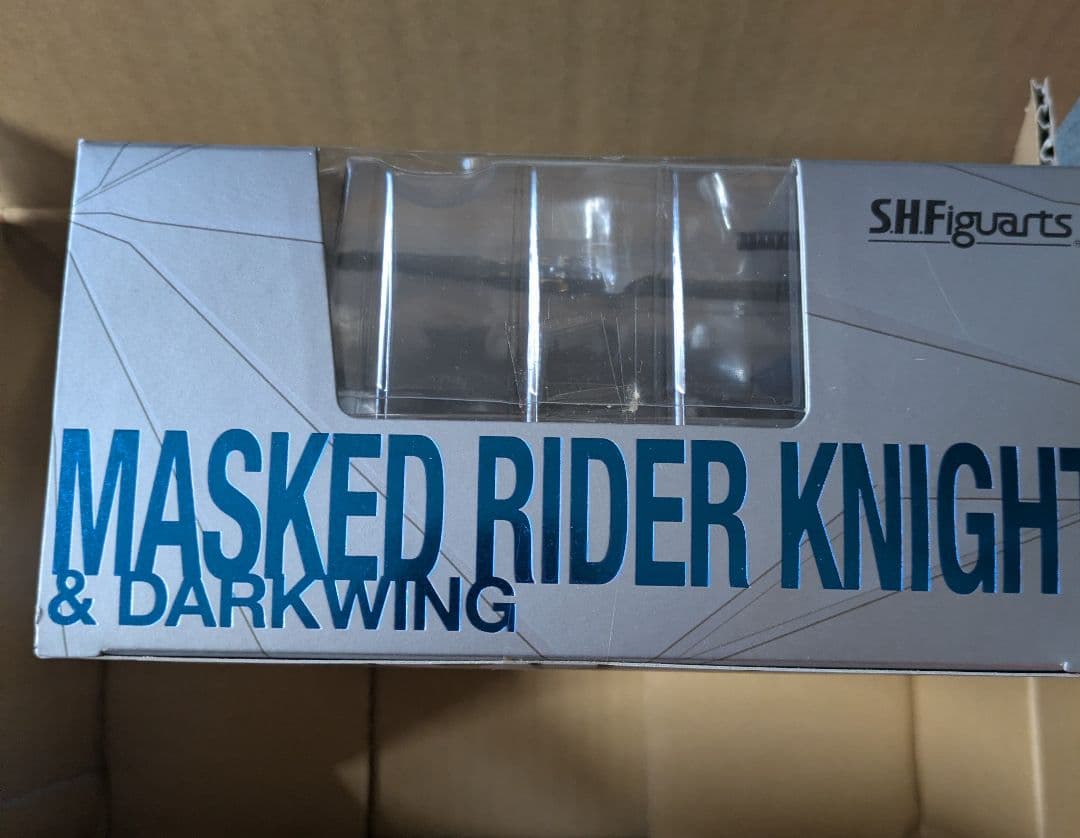 S.H.Figuarts
MASKED RIDER KNIGHT
& DARKWING